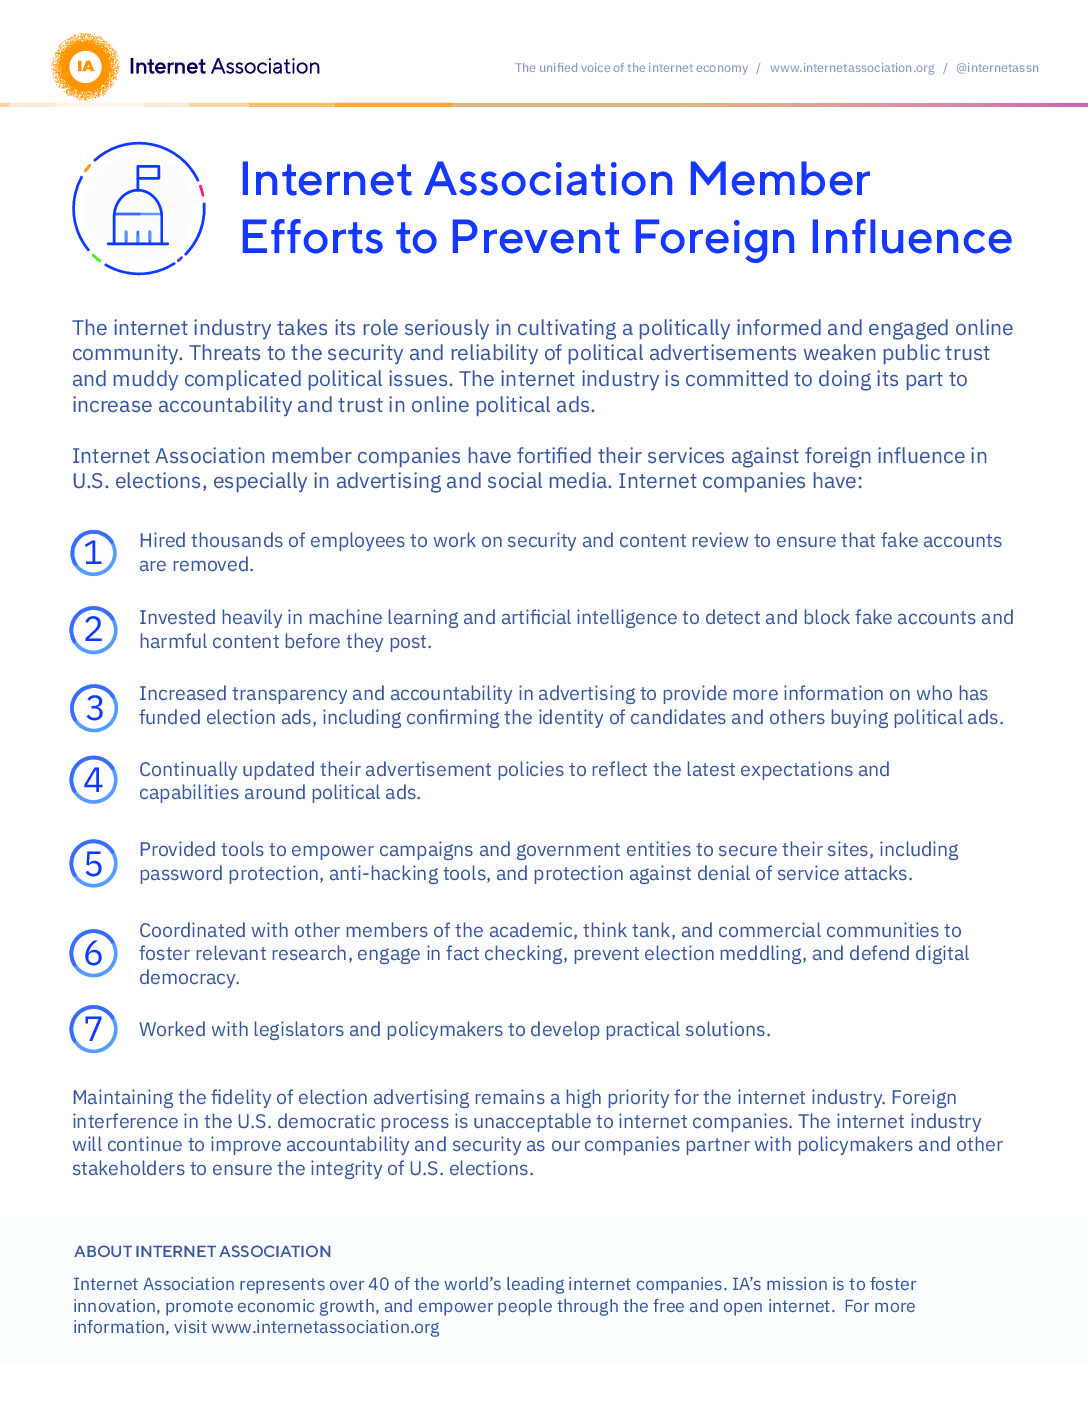 IA Internet Association
The unified voice of the internet economy / www.internetassociation.org / @internetassn
Internet Association Member
Efforts to Prevent Foreign Influence
The internet industry takes its role seriously in cultivating a politically informed and engaged online
community. Threats to the security and reliability of political advertisements weaken public trust
and muddy complicated political issues. The internet industry is committed to doing its part to
increase accountability and trust in online political ads.
Internet Association member companies have fortified their services against foreign influence in
U.S. elections, especially in advertising and social media. Internet companies have:
1 Hired thousands of employees to work on security and content review to ensure that fake accounts
are removed.
2 Invested heavily in machine learning and artificial intelligence to detect and block fake accounts and
harmful content before they post.
3 Increased transparency and accountability in advertising to provide more information on who has
funded election ads, including confirming the identity of candidates and others buying political ads.
4 Continually updated their advertisement policies to reflect the latest expectations and
capabilities around political ads.
5 Provided tools to empower campaigns and government entities to secure their sites, including
password protection, anti-hacking tools, and protection against denial of service attacks.
6 Coordinated with other members of the academic, think tank, and commercial communities to
foster relevant research, engage in fact checking, prevent election meddling, and defend digital
democracy.
7 Worked with legislators and policymakers to develop practical solutions.
Maintaining the fidelity of election advertising remains a high priority for the internet industry. Foreign
interference in the U.S. democratic process is unacceptable to internet companies. The internet industry
will continue to improve accountability and security as our companies partner with policymakers and other
stakeholders to ensure the integrity of U.S. elections.
ABOUT INTERNET ASSOCIATION
Internet Association represents over 40 of the world's leading internet companies. IA's mission is to foster
innovation, promote economic growth, and empower people through the free and open internet. For more
information, visit www.internetassociation.org